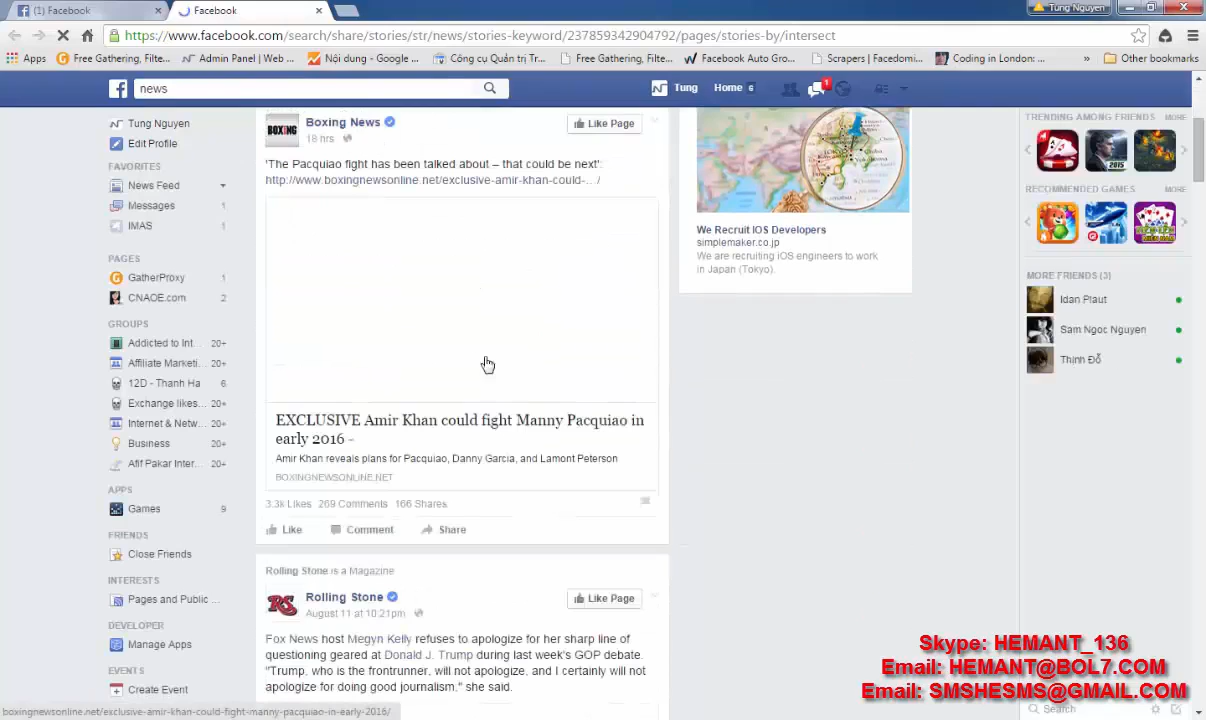 (1) Facebook
Facebook
Tung Nguyen
https://www.facebook.com/search/share/stories/str/news/stories-keyword/237859342904792/pages/stories-by/intersect
Apps
Free Gathering, Filte...
Admin Panel | Web ...
Nội dung - Google ...
Công cụ Quản trị Tr...
Free Gathering, Filte...
Facebook Auto Gro...
Scrapers | Facedomi...
Coding in London: ...
»
Other bookmarks
news
Tung
Home 6
1
Tung Nguyen
Edit Profile
FAVORITES
News Feed
Messages 1
IMAS
PAGES
GatherProxy 1
CNAOE.com 2
GROUPS
Addicted to Int... 20+
Affiliate Marketi... 20+
12D - Thanh Ha 6
Exchange likes... 20+
Internet & Netw... 20+
Business 20+
Afif Pakar Inter... 20+
APPS
Games 9
FRIENDS
Close Friends
INTERESTS
Pages and Public ...
DEVELOPER
Manage Apps
EVENTS
Create Event
BOXING
Boxing News
18 hrs ·
Like Page
'The Pacquiao fight has been talked about – that could be next':
http://www.boxingnewsonline.net/exclusive-amir-khan-could-... /
EXCLUSIVE Amir Khan could fight Manny Pacquiao in
early 2016 -
Amir Khan reveals plans for Pacquiao, Danny Garcia, and Lamont Peterson
BOXINGNEWSONLINE.NET
3.3k Likes 269 Comments 166 Shares
Like Comment Share
Rolling Stone is a Magazine
RS
Rolling Stone
August 11 at 10:21pm ·
Like Page
Fox News host Megyn Kelly refuses to apologize for her sharp line of
questioning geared at Donald J. Trump during last week's GOP debate.
"Trump, who is the frontrunner, will not apologize, and I certainly will not
apologize for doing good journalism," she said.
We Recruit IOS Developers
simplemaker.co.jp
We are recruiting iOS engineers to work
in Japan (Tokyo).
TRENDING AMONG FRIENDS MORE
2015
RECOMMENDED GAMES MORE
MORE FRIENDS (3)
Idan Plaut
Sam Ngoc Nguyen
Thịnh Đỗ
Skype: HEMANT_136
Email: HEMANT@BOL7.COM
Email: SMSHESMS@GMAIL.COM
Search
boxingnewsonline.net/exclusive-amir-khan-could-fight-manny-pacquiao-in-early-2016/